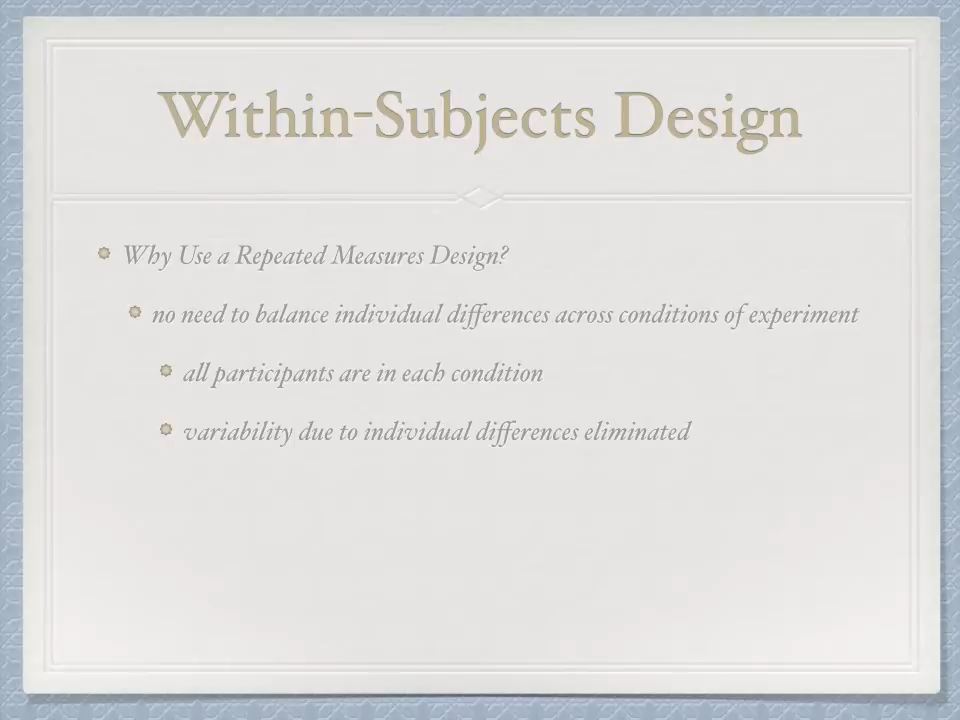 Within-Subjects Design
Why Use a Repeated Measures Design?
no need to balance individual differences across conditions of experiment
all participants are in each condition
variability due to individual differences eliminated